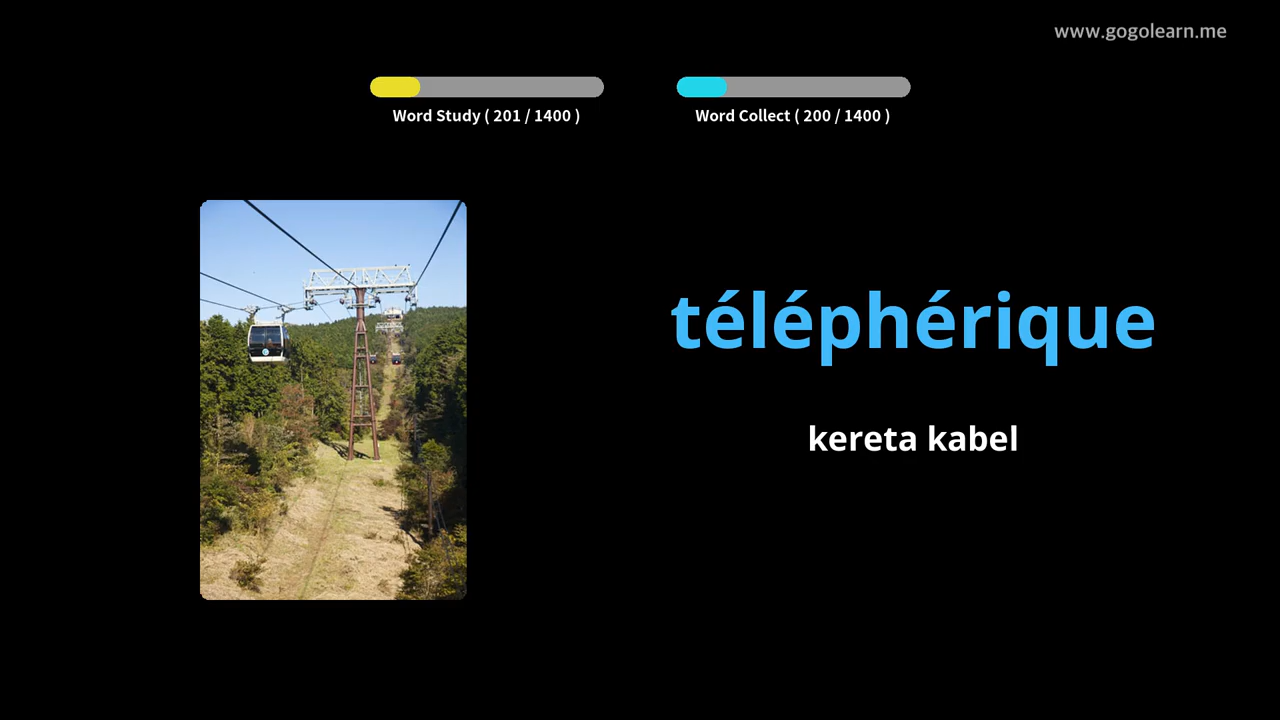 www.gogolearn.me
Word Study ( 201 / 1400 )
Word Collect ( 200 / 1400 )
téléphérique
kereta kabel